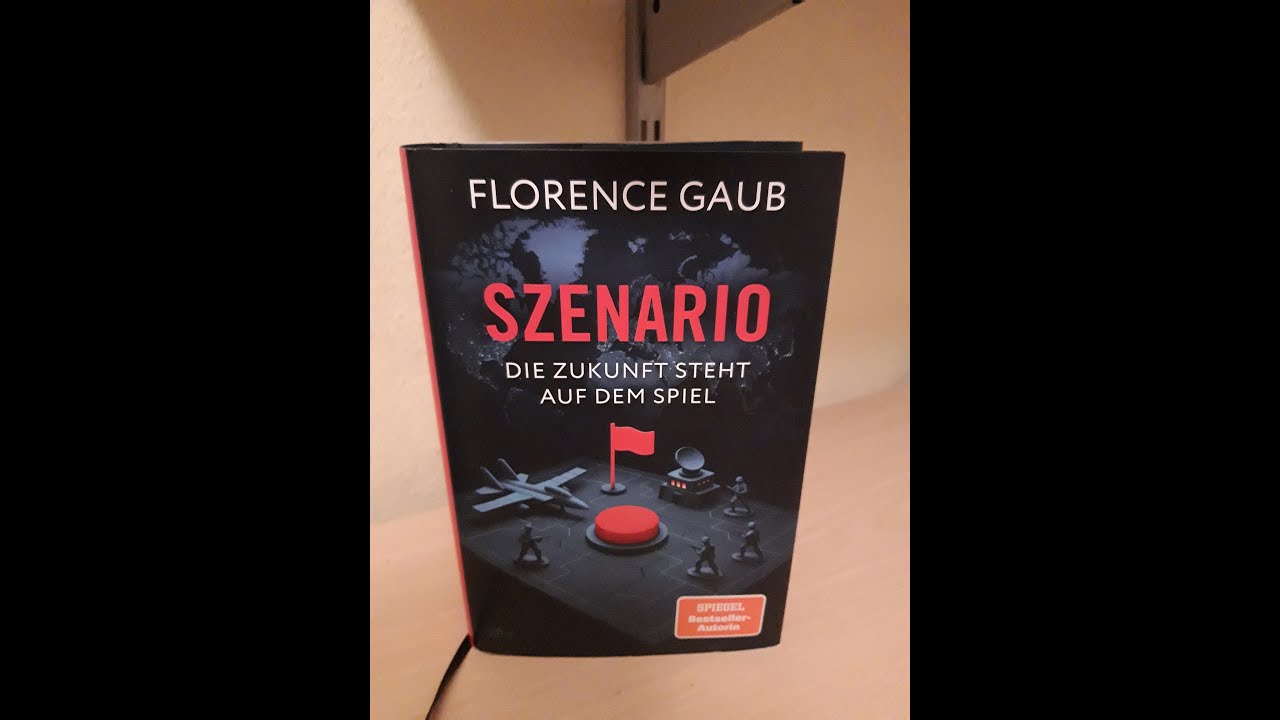 FLORENCE GAUB
SZENARIO
DIE ZUKUNFT STEHT
AUF DEM SPIEL
SPIEGEL
Bestseller-
Autorin